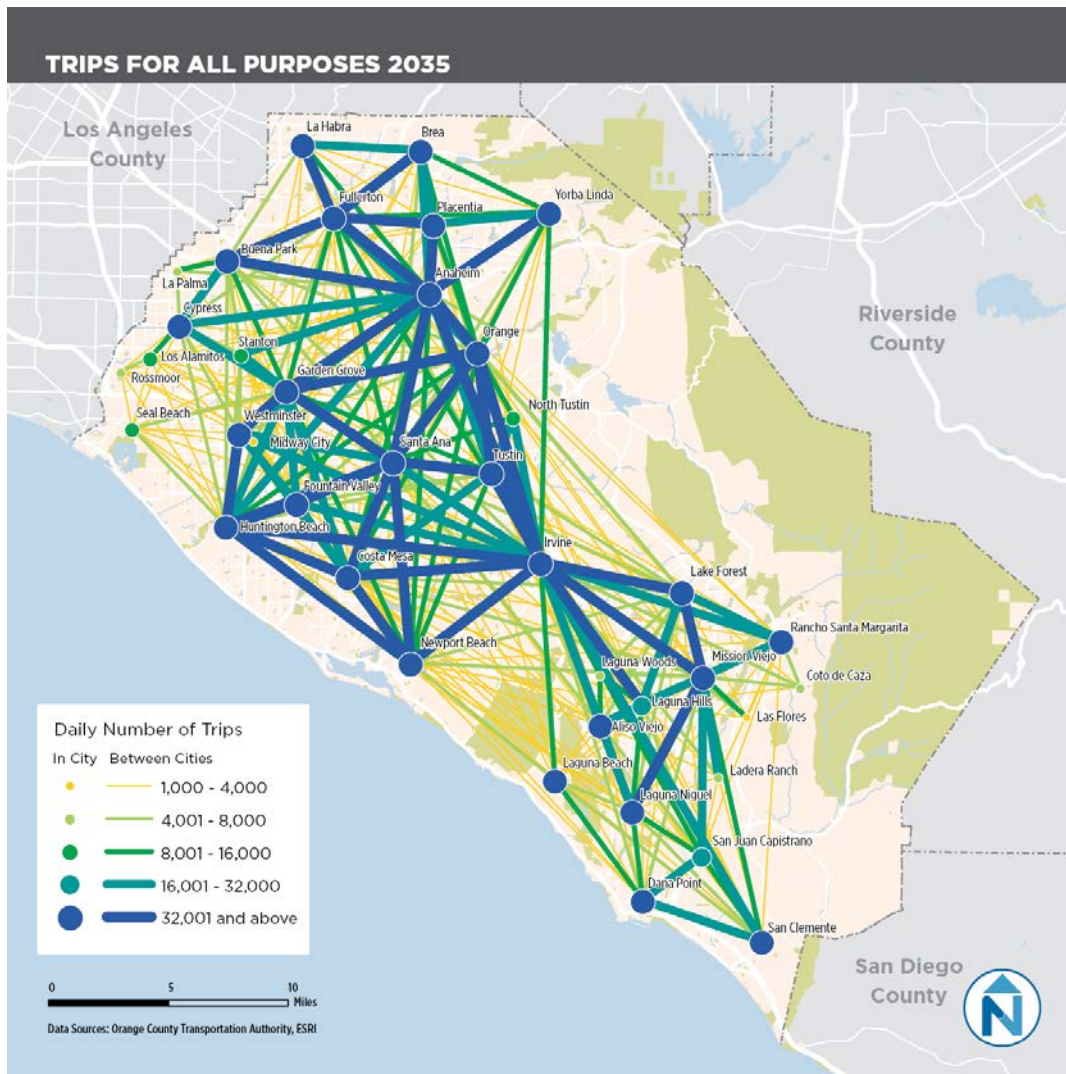 TRIPS FOR ALL PURPOSES 2035
Los Angeles
County
La Habra
Brea
Fullerton
Placentia
Yorba Linda
Buena Park
La Palma
Anaheim
Cypress
Riverside
County
Stanton
Orange
Los Alamitos
Garden Grove
Rossmoor
Seal Beach
Westminster
North Tustin
Midway City
Santa Ana
Tustin
Fountain Valley
Huntington Beach
Irvine
Costa Mesa
Lake Forest
Rancho Santa Margarita
Newport Beach
Mission Viejo
Laguna Woods
Coto de Caza
Laguna Hills
Las Flores
Aliso Viejo
Laguna Beach
Ladera Ranch
Laguna Niguel
San Juan Capistrano
Dana Point
San Clemente
San Diego
County
Daily Number of Trips
In City Between Cities
1,000 - 4,000
4,001 - 8,000
8,001 - 16,000
16,001 - 32,000
32,001 and above
0 5 10
Miles
Data Sources: Orange County Transportation Authority, ESRI
N